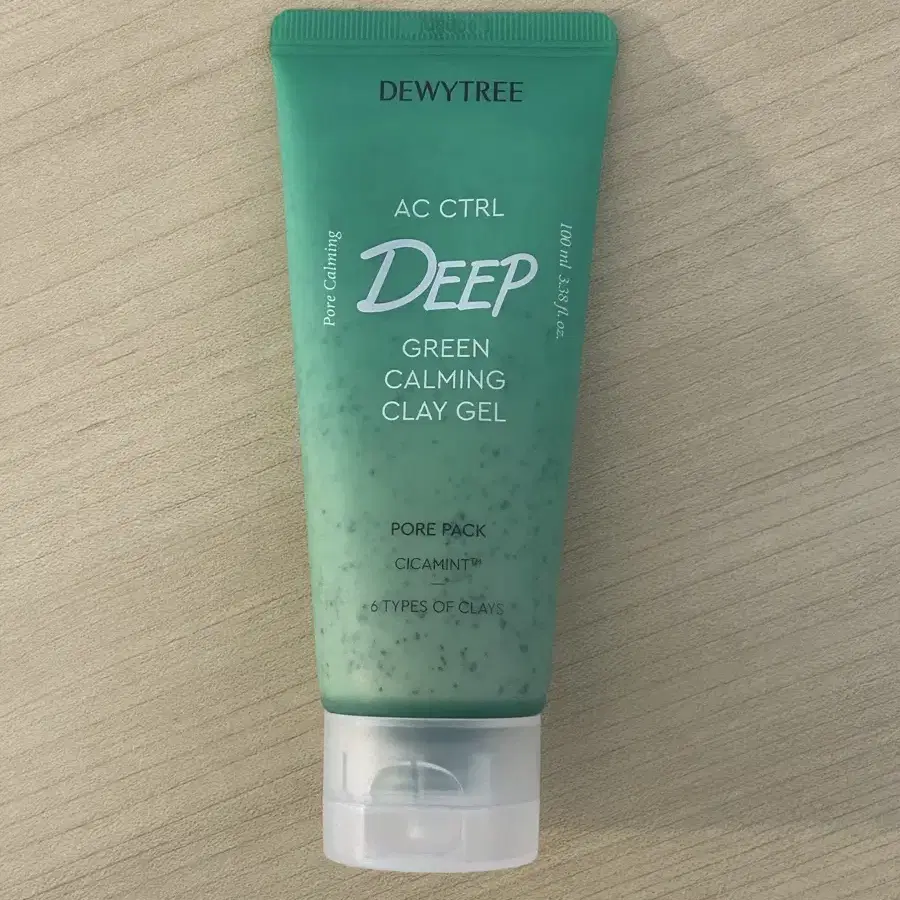 DEWYTREE
AC CTRL
Pore Calming
DEEP
100 ml 3.38 fl. oz.
GREEN
CALMING
CLAY GEL
PORE PACK
CICAMINT™
6 TYPES OF CLAYS